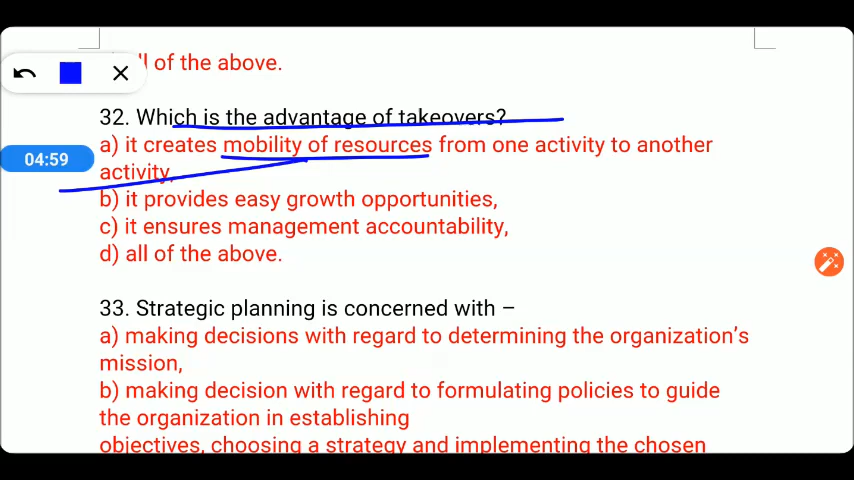 all of the above.
32. Which is the advantage of takeovers?
a) it creates mobility of resources from one activity to another
04:59
activity,
b) it provides easy growth opportunities,
c) it ensures management accountability,
d) all of the above.
33. Strategic planning is concerned with –
a) making decisions with regard to determining the organization’s
mission,
b) making decision with regard to formulating policies to guide
the organization in establishing
objectives, choosing a strategy and implementing the chosen